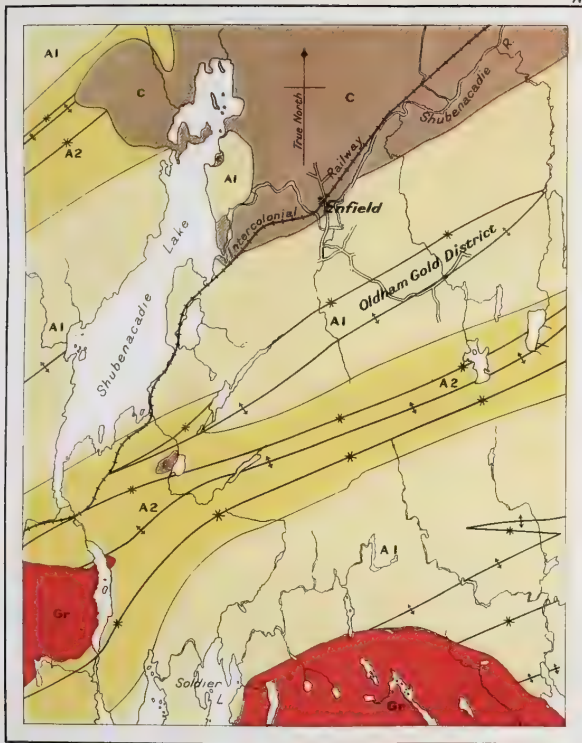 A1
C
A2
True North
C
Shubenacadie R.
A1
Intercolonial Railway
Enfield
Shubenacadie Lake
Oldham Gold District
A1
A1
A2
A2
A1
Gr
Soldier L.
Gr